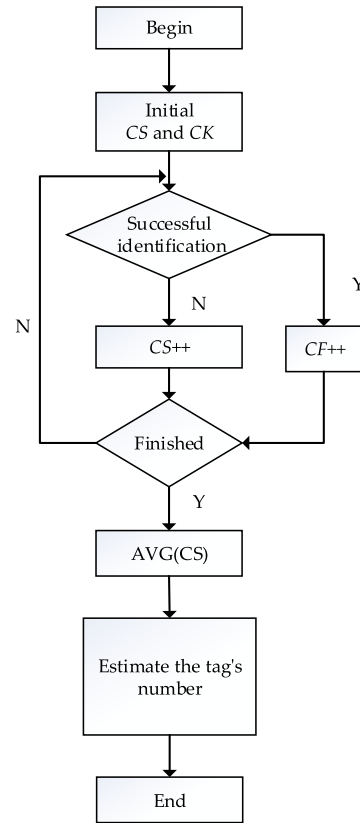 Begin
Initial
CS and CK
Successful
identification
Y
N
N
CS++
CF++
Finished
Y
AVG(CS)
Estimate the tag's
number
End